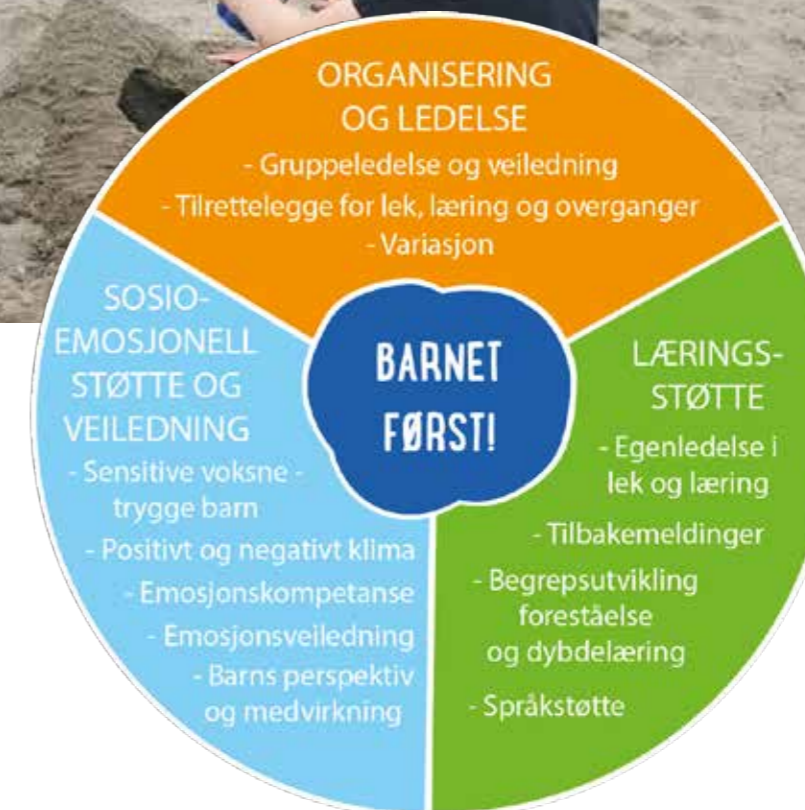 ORGANISERING
OG LEDELSE
- Gruppeledelse og veiledning
- Tilrettelegge for lek, læring og overganger
- Variasjon
SOSIO-
EMOSJONELL
STØTTE OG
VEILEDNING
- Sensitive voksne -
trygge barn
- Positivt og negativt klima
- Emosjonskompetanse
- Emosjonsveiledning
- Barns perspektiv
og medvirkning
BARNET
FØRST!
LÆRINGS-
STØTTE
- Egenledelse i
lek og læring
- Tilbakemeldinger
- Begrepsutvikling
foreståelse
og dybdelæring
- Språkstøtte